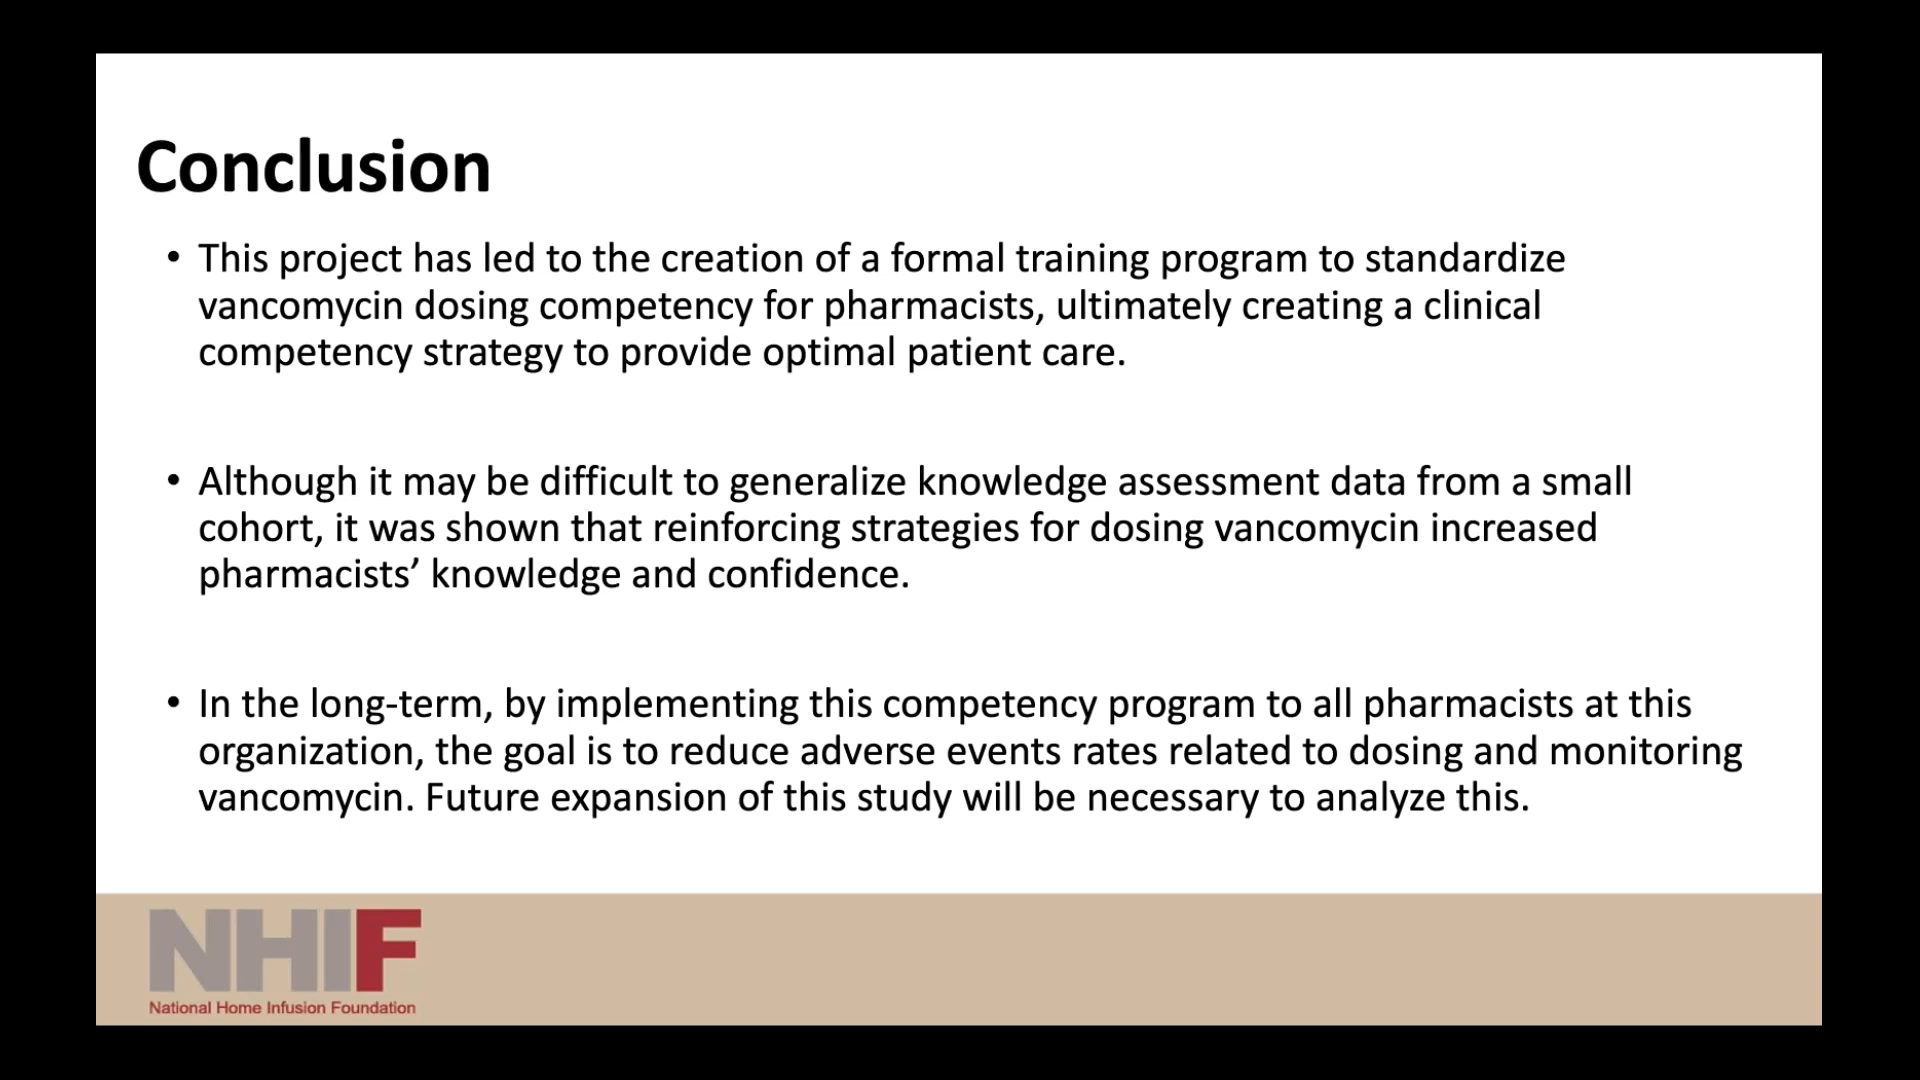 Conclusion
• This project has led to the creation of a formal training program to standardize
vancomycin dosing competency for pharmacists, ultimately creating a clinical
competency strategy to provide optimal patient care.
• Although it may be difficult to generalize knowledge assessment data from a small
cohort, it was shown that reinforcing strategies for dosing vancomycin increased
pharmacists’ knowledge and confidence.
• In the long-term, by implementing this competency program to all pharmacists at this
organization, the goal is to reduce adverse events rates related to dosing and monitoring
vancomycin. Future expansion of this study will be necessary to analyze this.
NHIF
National Home Infusion Foundation